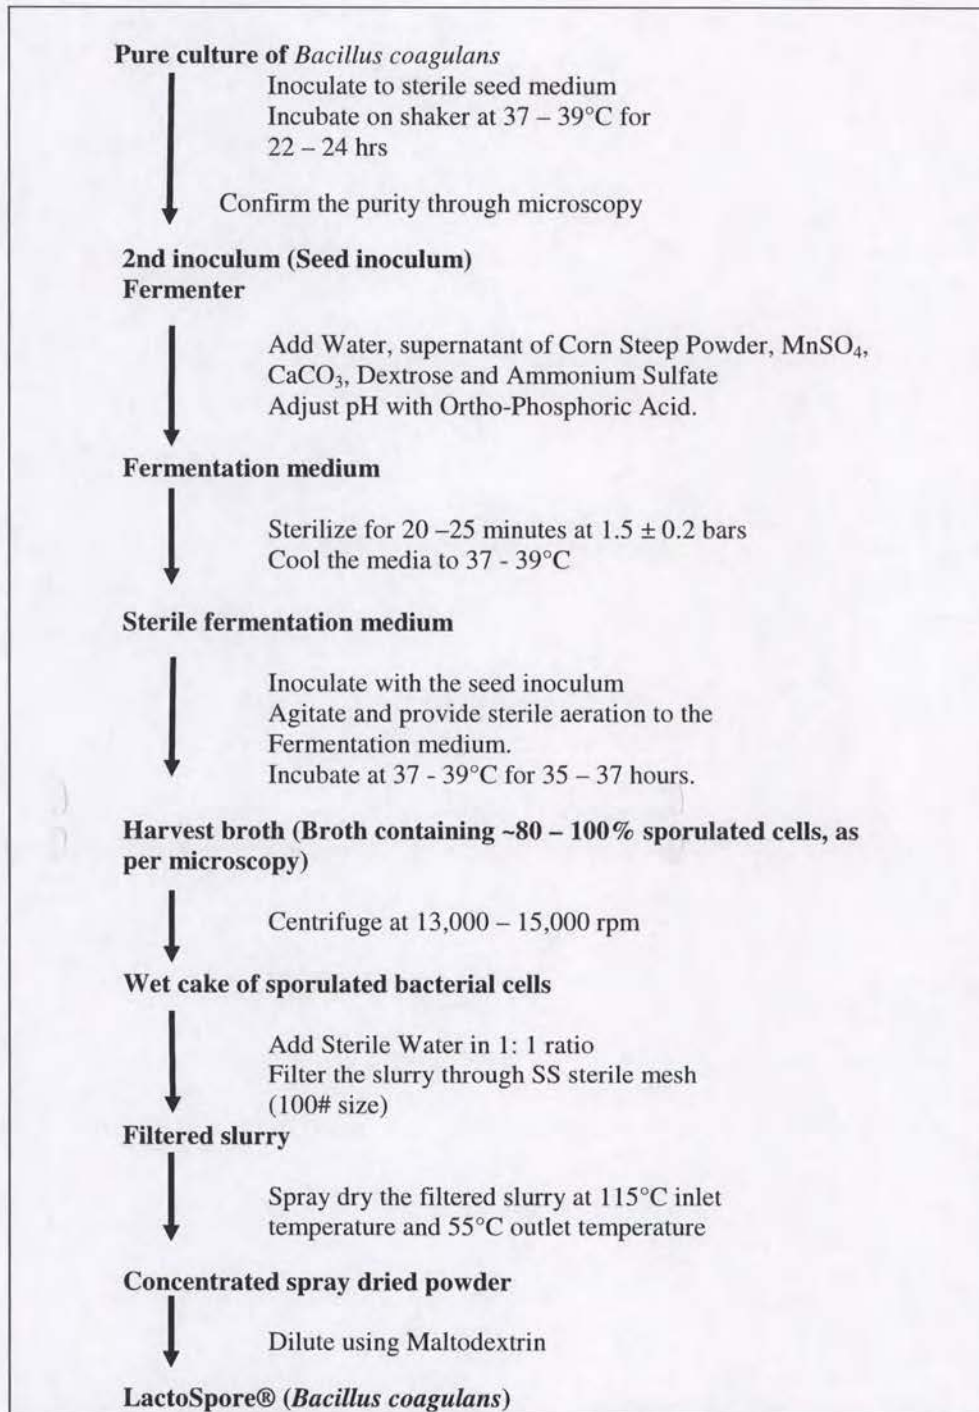 Pure culture of Bacillus coagulans
Inoculate to sterile seed medium
Incubate on shaker at 37 – 39°C for
22 – 24 hrs
Confirm the purity through microscopy
2nd inoculum (Seed inoculum)
Fermenter
Add Water, supernatant of Corn Steep Powder, MnSO₄,
CaCO₃, Dextrose and Ammonium Sulfate
Adjust pH with Ortho-Phosphoric Acid.
Fermentation medium
Sterilize for 20 –25 minutes at 1.5 ± 0.2 bars
Cool the media to 37 - 39°C
Sterile fermentation medium
Inoculate with the seed inoculum
Agitate and provide sterile aeration to the
Fermentation medium.
Incubate at 37 - 39°C for 35 – 37 hours.
Harvest broth (Broth containing ~80 – 100% sporulated cells, as
per microscopy)
Centrifuge at 13,000 – 15,000 rpm
Wet cake of sporulated bacterial cells
Add Sterile Water in 1: 1 ratio
Filter the slurry through SS sterile mesh
(100# size)
Filtered slurry
Spray dry the filtered slurry at 115°C inlet
temperature and 55°C outlet temperature
Concentrated spray dried powder
Dilute using Maltodextrin
LactoSpore® (Bacillus coagulans)